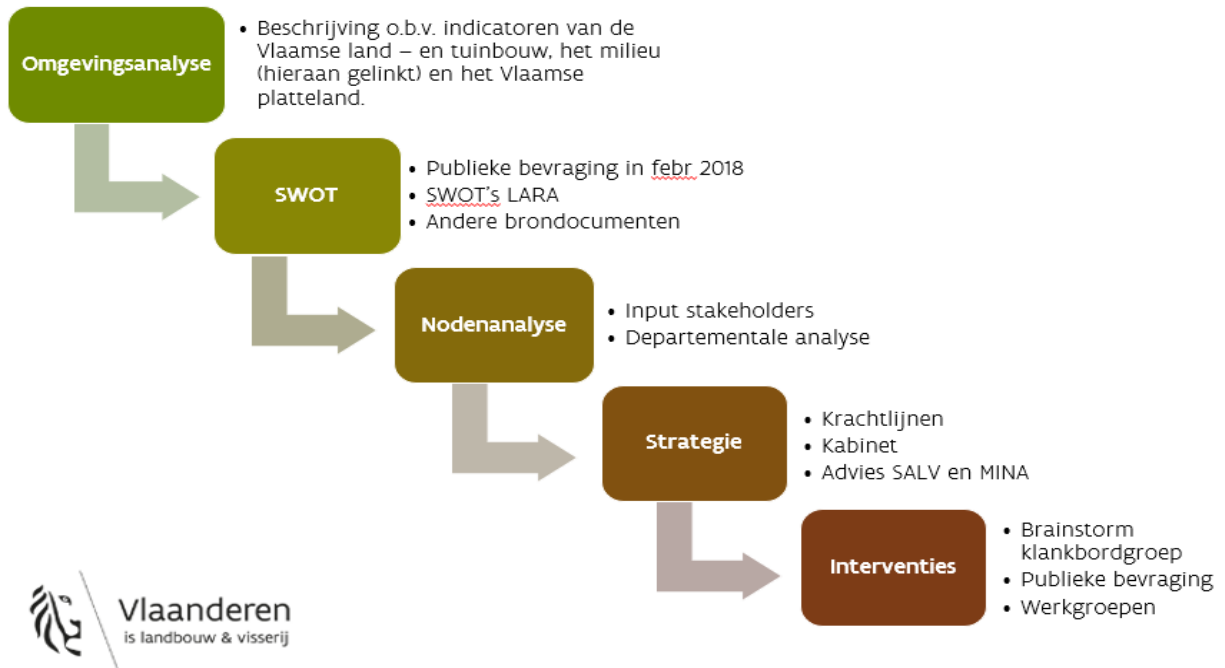 Omgevingsanalyse
• Beschrijving o.b.v. indicatoren van de
Vlaamse land – en tuinbouw, het milieu
(hieraan gelinkt) en het Vlaamse
platteland.
SWOT
• Publieke bevraging in febr 2018
• SWOT's LARA
• Andere brondocumenten
Nodenanalyse
• Input stakeholders
• Departementale analyse
Strategie
• Krachtlijnen
• Kabinet
• Advies SALV en MINA
Interventies
• Brainstorm
klankbordgroep
• Publieke bevraging
• Werkgroepen
Vlaanderen
is landbouw & visserij